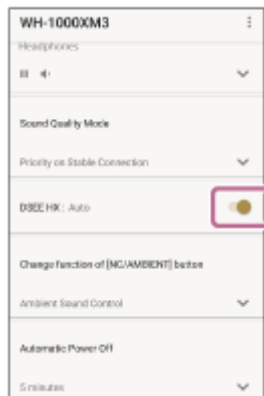 WH-1000XM3
Headphones
Sound Quality Mode
Priority on Stable Connection
DSEE HX : Auto
Change function of [NC/AMBIENT] button
Ambient Sound Control
Automatic Power Off
5 minutes